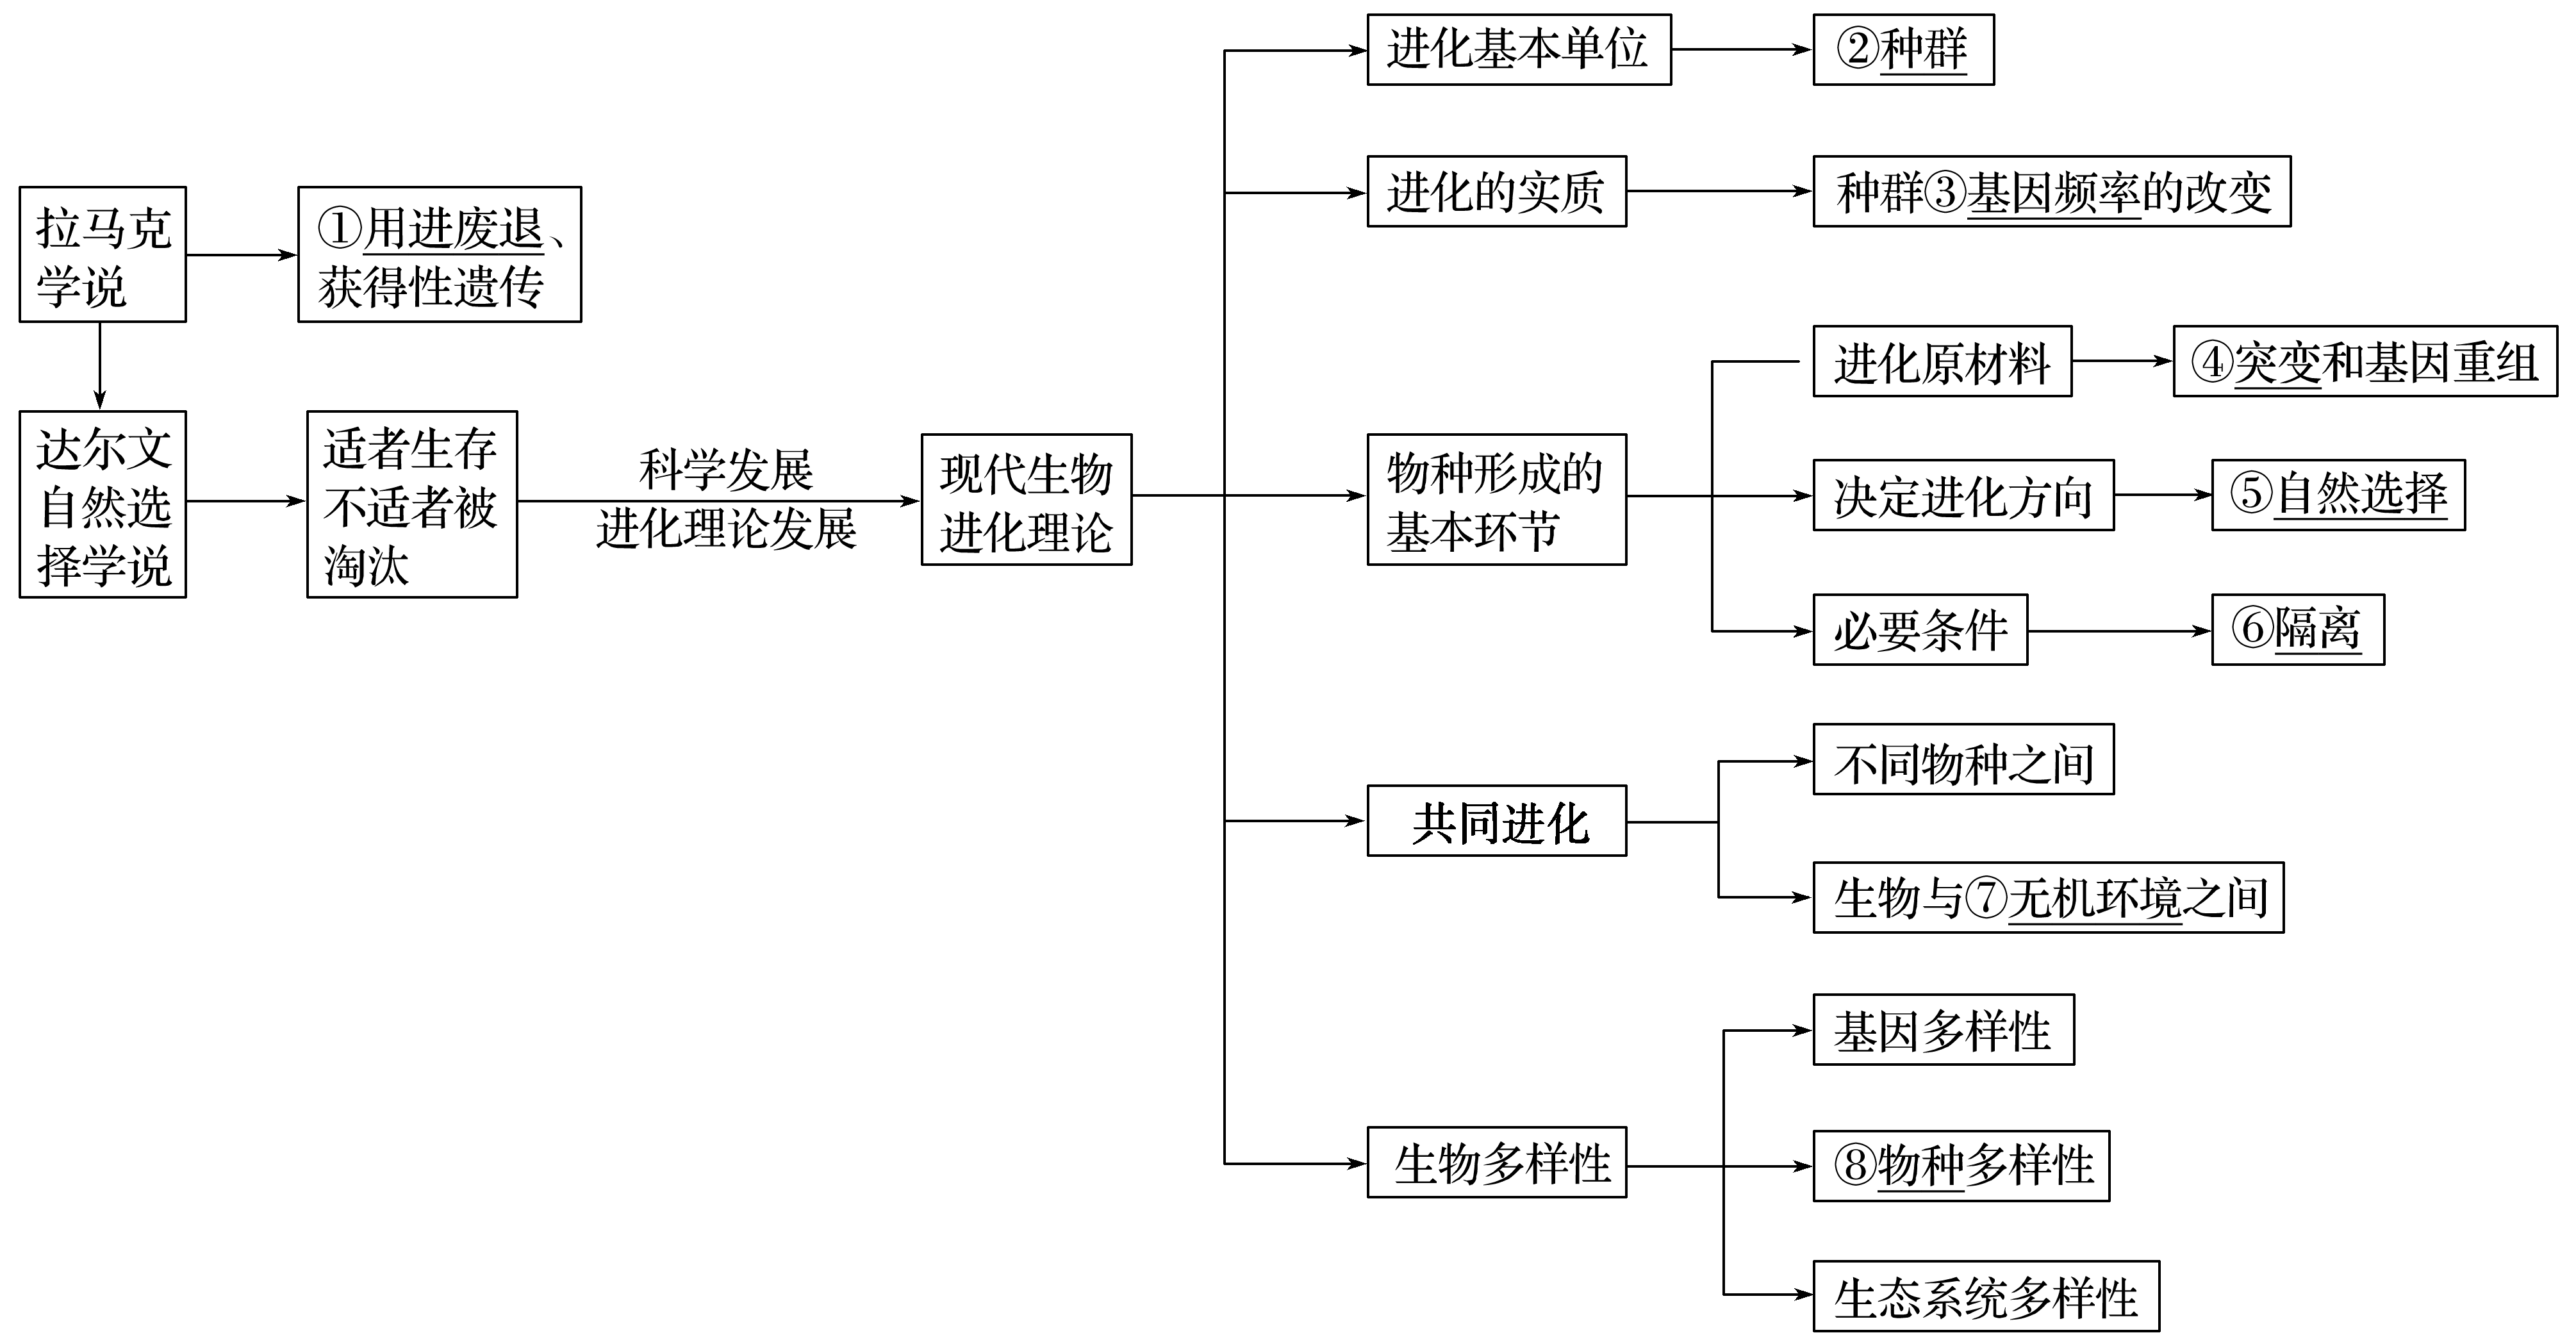 拉马克
学说
①用进废退、
获得性遗传
达尔文
自然选
择学说
适者生存
不适者被
淘汰
科学发展
进化理论发展
现代生物
进化理论
进化基本单位
②种群
进化的实质
种群③基因频率的改变
物种形成的
基本环节
进化原材料
④突变和基因重组
决定进化方向
⑤自然选择
必要条件
⑥隔离
共同进化
不同物种之间
生物与⑦无机环境之间
生物多样性
基因多样性
⑧物种多样性
生态系统多样性